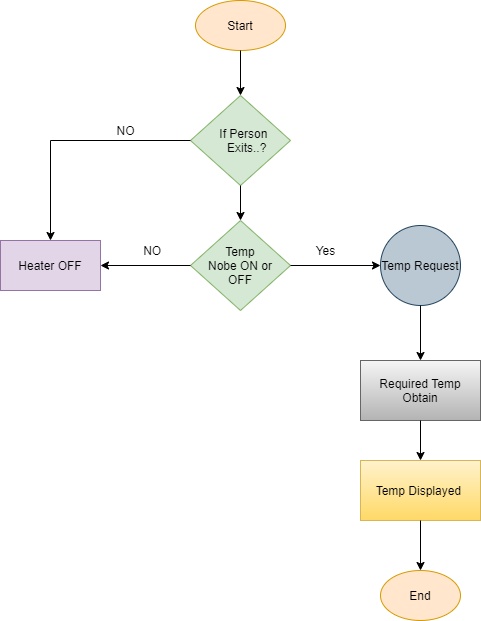 Start
If Person
Exits..?
NO
Temp
Nobe ON or
OFF
NO
Yes
Heater OFF
Temp Request
Required Temp
Obtain
Temp Displayed
End